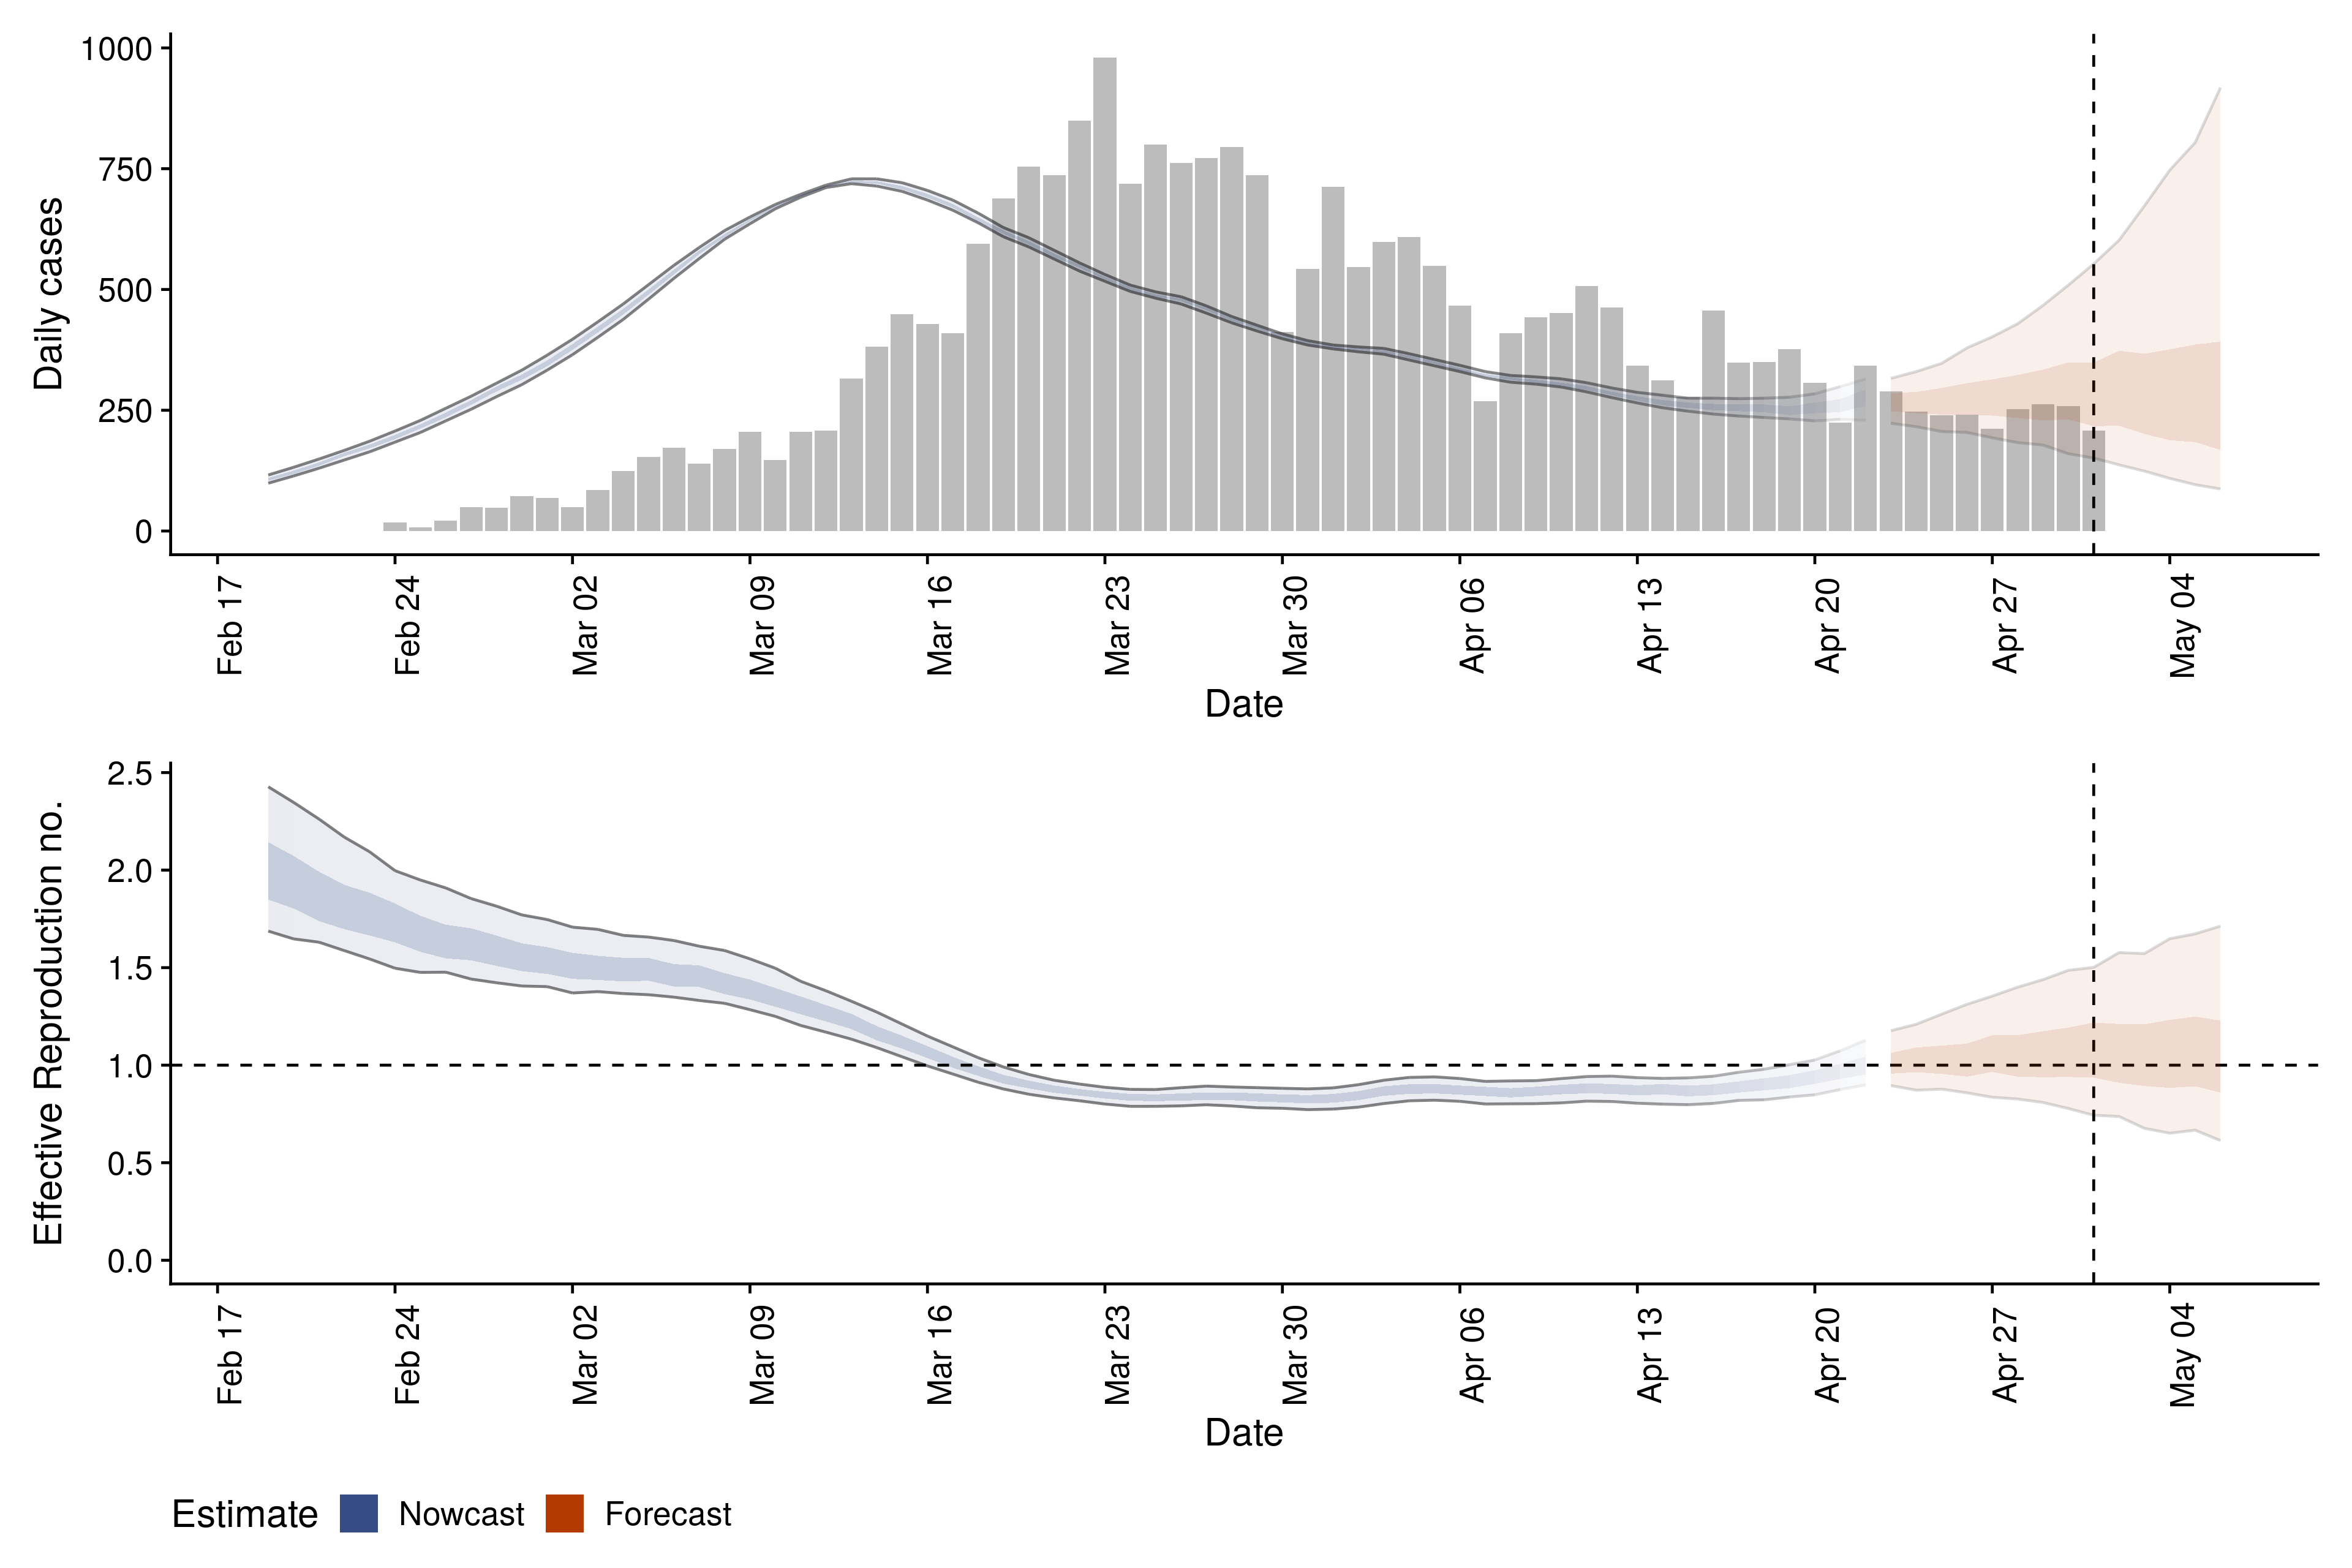 1000
750
500
250
0
Daily cases
Feb 17
Feb 24
Mar 02
Mar 09
Mar 16
Mar 23
Mar 30
Apr 06
Apr 13
Apr 20
Apr 27
May 04
Date
2.5
2.0
1.5
1.0
0.5
0.0
Effective Reproduction no.
Feb 17
Feb 24
Mar 02
Mar 09
Mar 16
Mar 23
Mar 30
Apr 06
Apr 13
Apr 20
Apr 27
May 04
Date
Estimate Nowcast Forecast